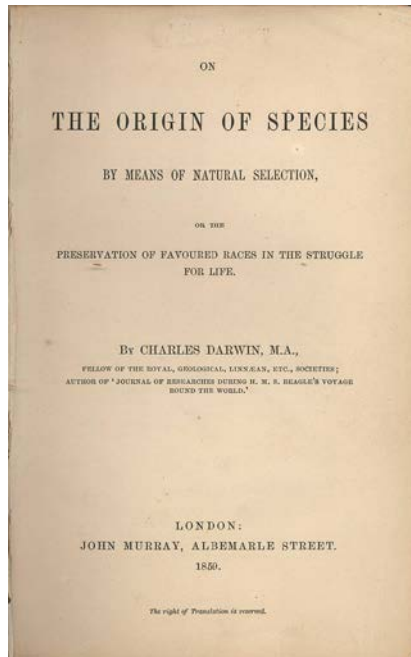 ON
THE ORIGIN OF SPECIES
BY MEANS OF NATURAL SELECTION,
OR THE
PRESERVATION OF FAVOURED RACES IN THE STRUGGLE
FOR LIFE.
BY CHARLES DARWIN, M.A.,
FELLOW OF THE ROYAL, GEOLOGICAL, LINNÆAN, ETC., SOCIETIES;
AUTHOR OF ‘JOURNAL OF RESEARCHES DURING H. M. S. BEAGLE’S VOYAGE
ROUND THE WORLD.’
LONDON:
JOHN MURRAY, ALBEMARLE STREET.
1859.
The right of Translation is reserved.